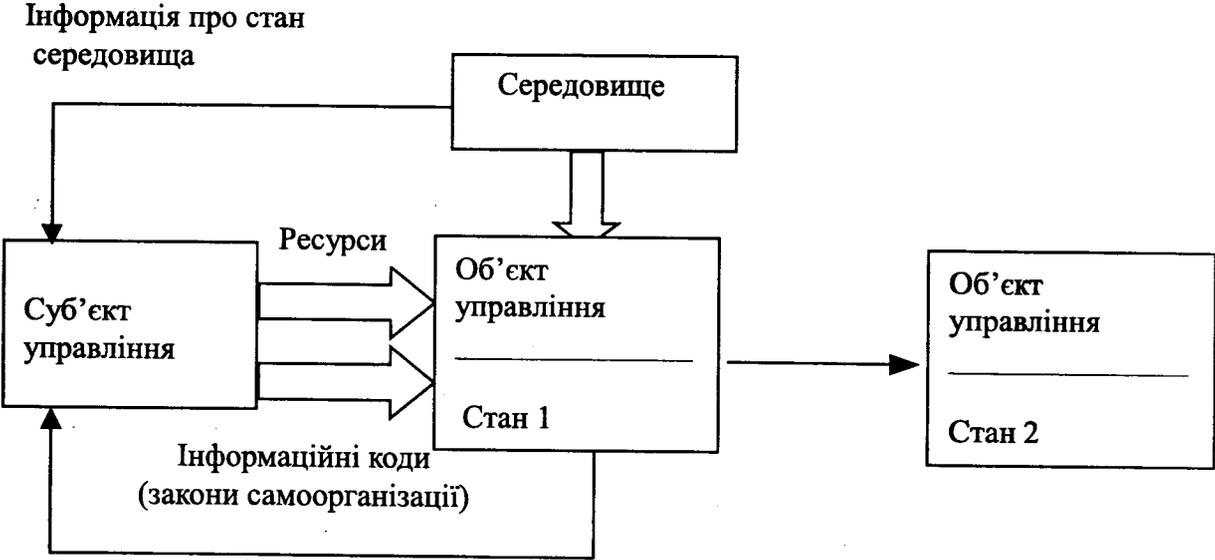 Інформація про стан
середовища
Середовище
Ресурси
Суб’єкт
управління
Об’єкт
управління
Стан 1
Об’єкт
управління
Стан 2
Інформаційні коди
(закони самоорганізації)